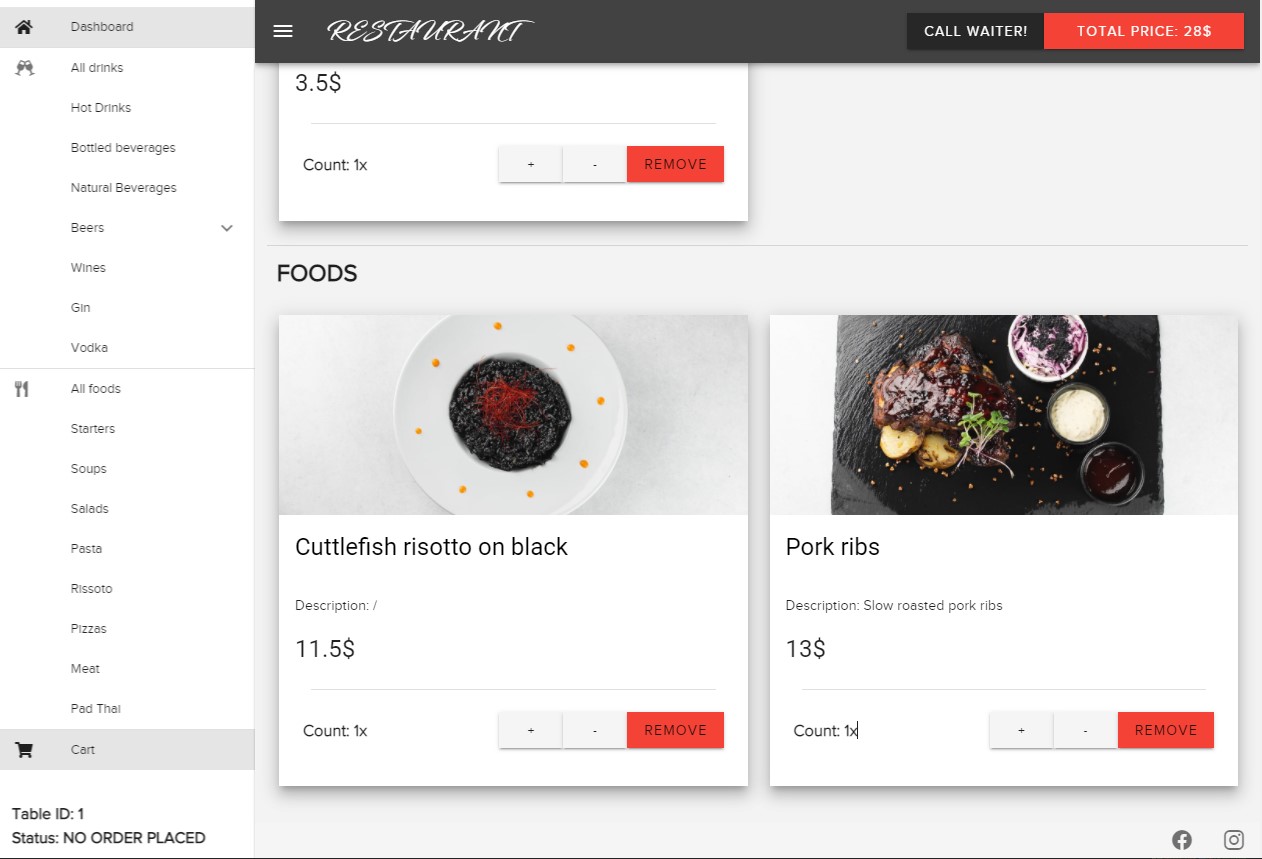 Dashboard
All drinks
Hot Drinks
Bottled beverages
Natural Beverages
Beers
Wines
Gin
Vodka
All foods
Starters
Soups
Salads
Pasta
Rissoto
Pizzas
Meat
Pad Thai
Cart
Table ID: 1
Status: NO ORDER PLACED
RESTAURANT
CALL WAITER!
TOTAL PRICE: 28$
3.5$
Count: 1x
+
-
REMOVE
FOODS
Cuttlefish risotto on black
Description: /
11.5$
Count: 1x
+
-
REMOVE
Pork ribs
Description: Slow roasted pork ribs
13$
Count: 1x
+
-
REMOVE